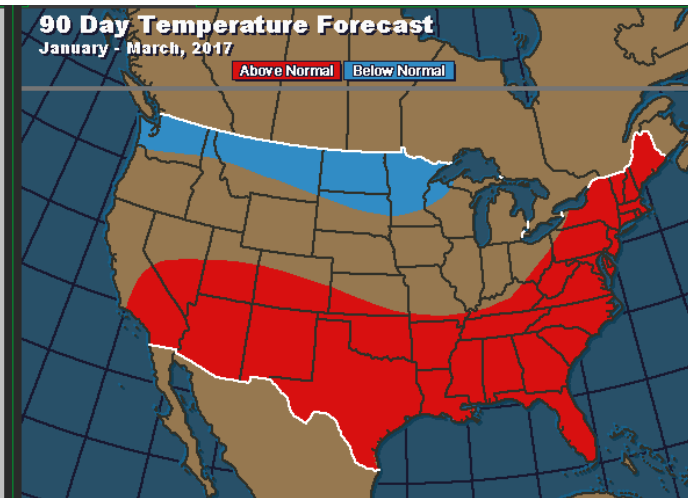 90 Day Temperature Forecast
January - March, 2017
Above Normal Below Normal